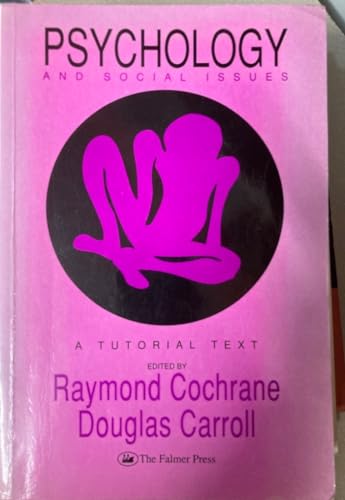 PSYCHOLOGY
AND SOCIAL ISSUES
A TUTORIAL TEXT
EDITED BY
Raymond Cochrane
Douglas Carroll
The Falmer Press